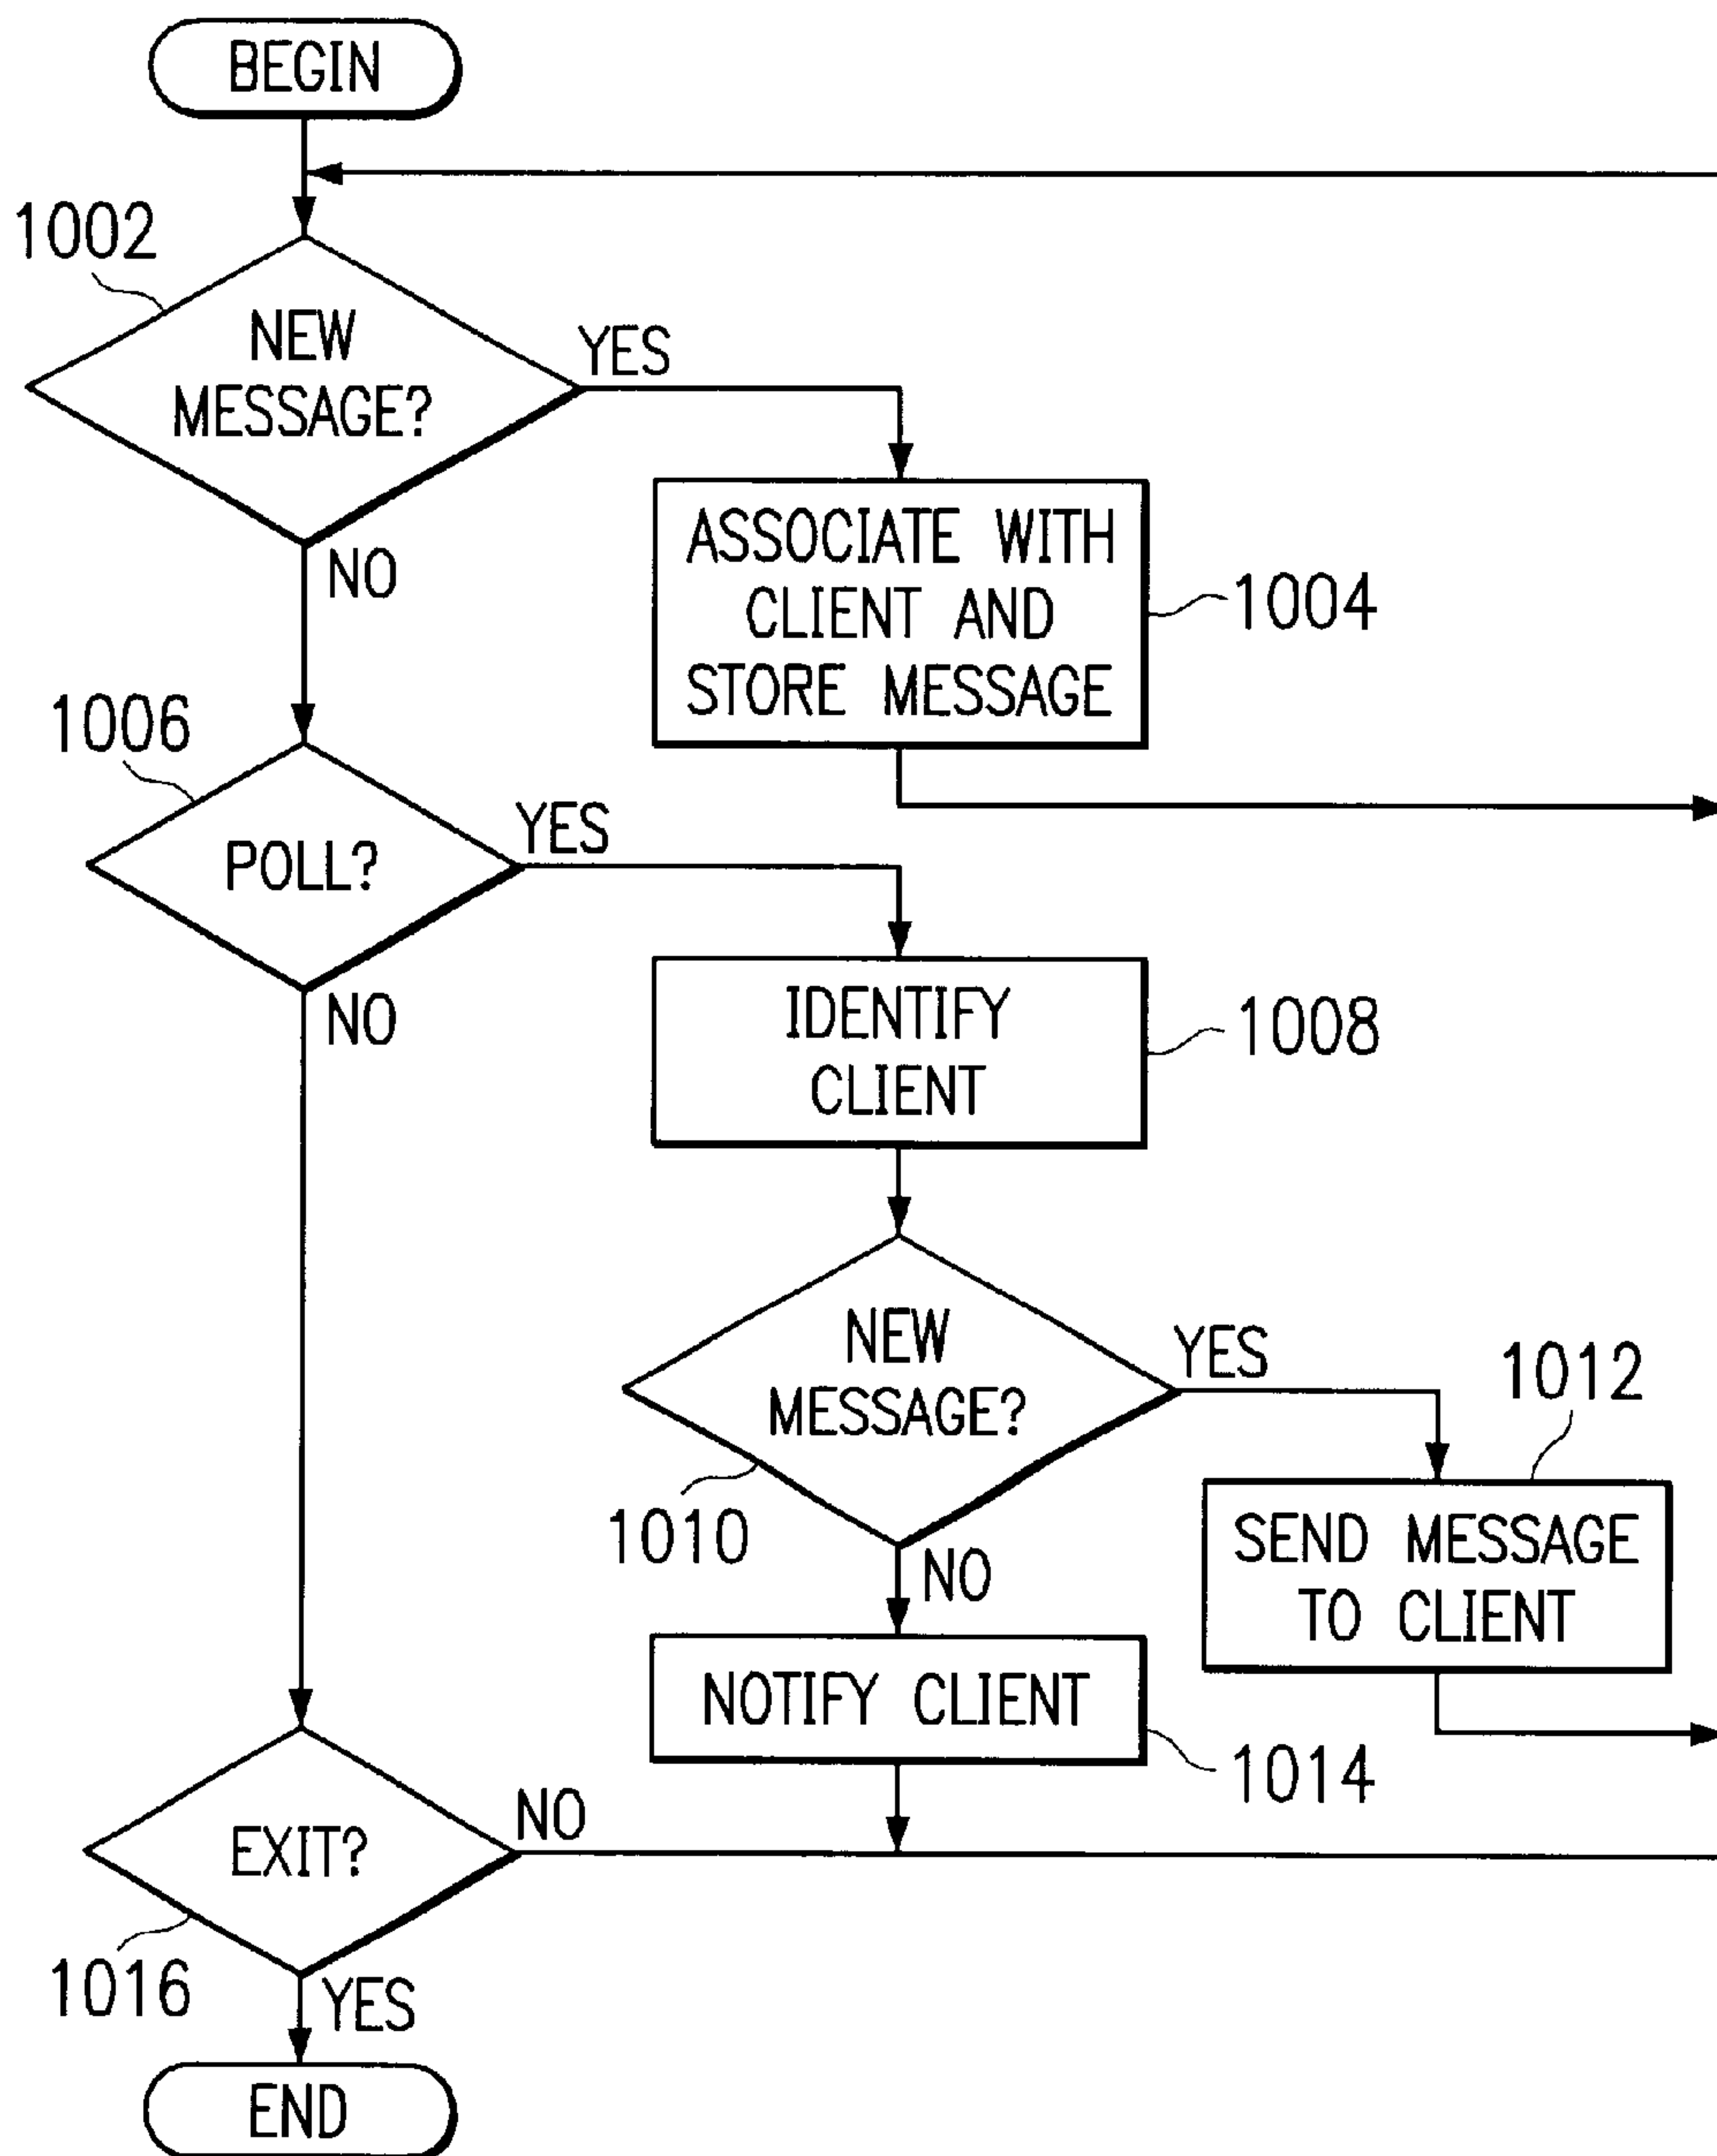 BEGIN
1002
NEW
MESSAGE?
YES
NO
ASSOCIATE WITH
CLIENT AND
STORE MESSAGE
1004
1006
POLL?
YES
NO
IDENTIFY
CLIENT
1008
NEW
MESSAGE?
YES
1010
NO
1012
SEND MESSAGE
TO CLIENT
NOTIFY CLIENT
1014
EXIT?
NO
1016
YES
END